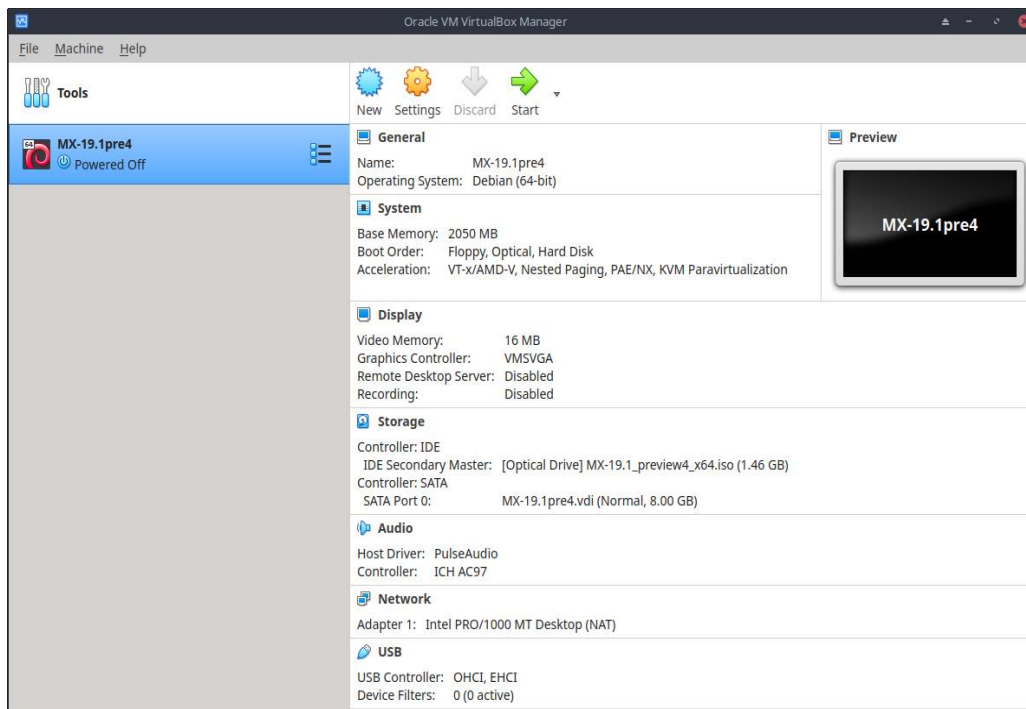 Oracle VM VirtualBox Manager
File Machine Help
Tools
New Settings Discard Start
64
MX-19.1pre4
Powered Off
General
Name: MX-19.1pre4
Operating System: Debian (64-bit)
Preview
MX-19.1pre4
System
Base Memory: 2050 MB
Boot Order: Floppy, Optical, Hard Disk
Acceleration: VT-x/AMD-V, Nested Paging, PAE/NX, KVM Paravirtualization
Display
Video Memory: 16 MB
Graphics Controller: VMSVGA
Remote Desktop Server: Disabled
Recording: Disabled
Storage
Controller: IDE
IDE Secondary Master: [Optical Drive] MX-19.1_preview4_x64.iso (1.46 GB)
Controller: SATA
SATA Port 0: MX-19.1pre4.vdi (Normal, 8.00 GB)
Audio
Host Driver: PulseAudio
Controller: ICH AC97
Network
Adapter 1: Intel PRO/1000 MT Desktop (NAT)
USB
USB Controller: OHCI, EHCI
Device Filters: 0 (0 active)